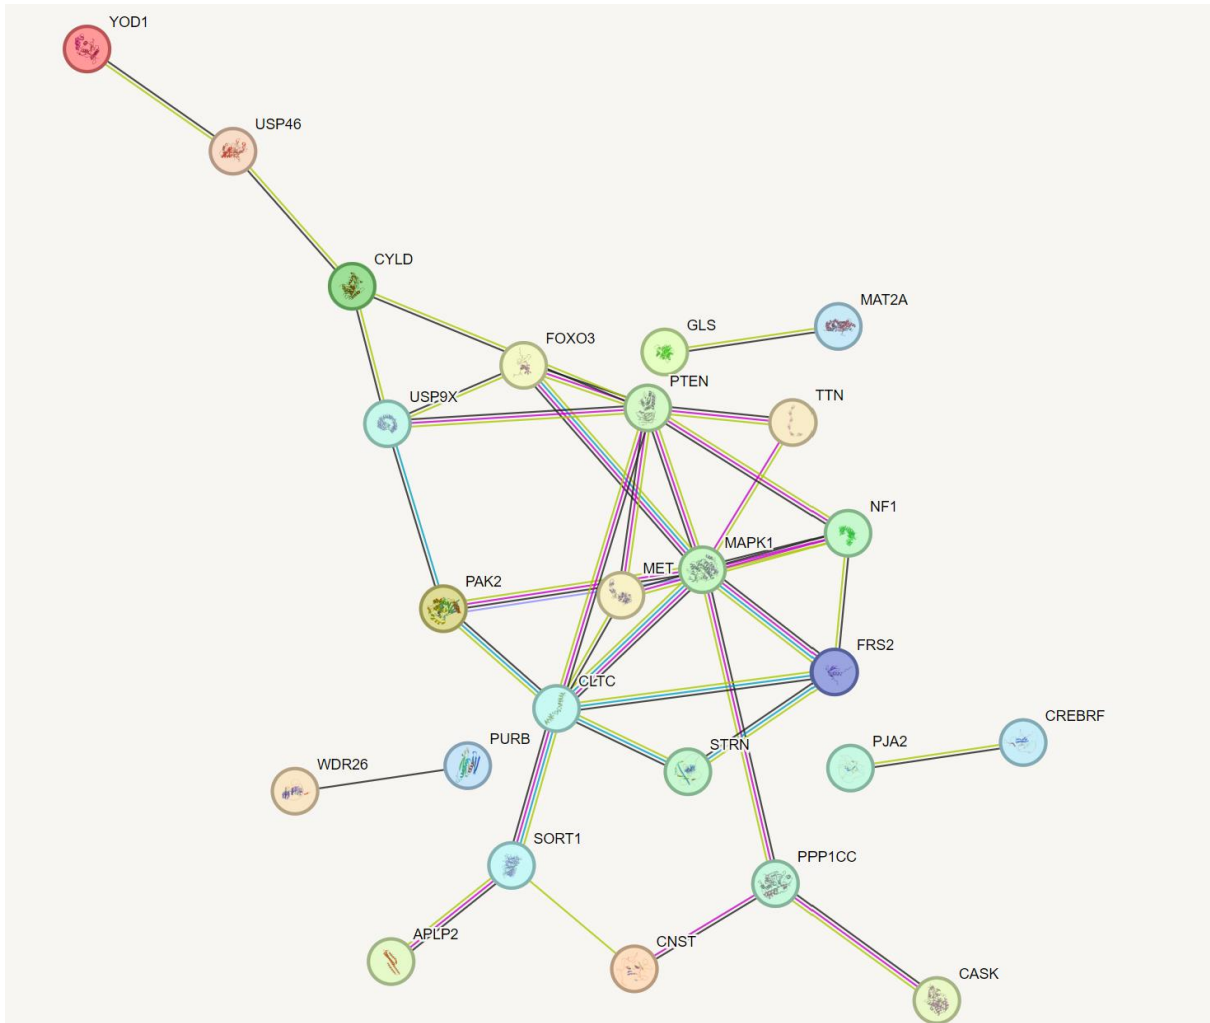 YOD1
USP46
CYLD
MAT2A
GLS
FOXO3
PTEN
TTN
USP9X
NF1
MAPK1
MET
PAK2
FRS2
CLTC
CREBRF
STRN
PJA2
PURB
WDR26
SORT1
PPP1CC
APLP2
CNST
CASK